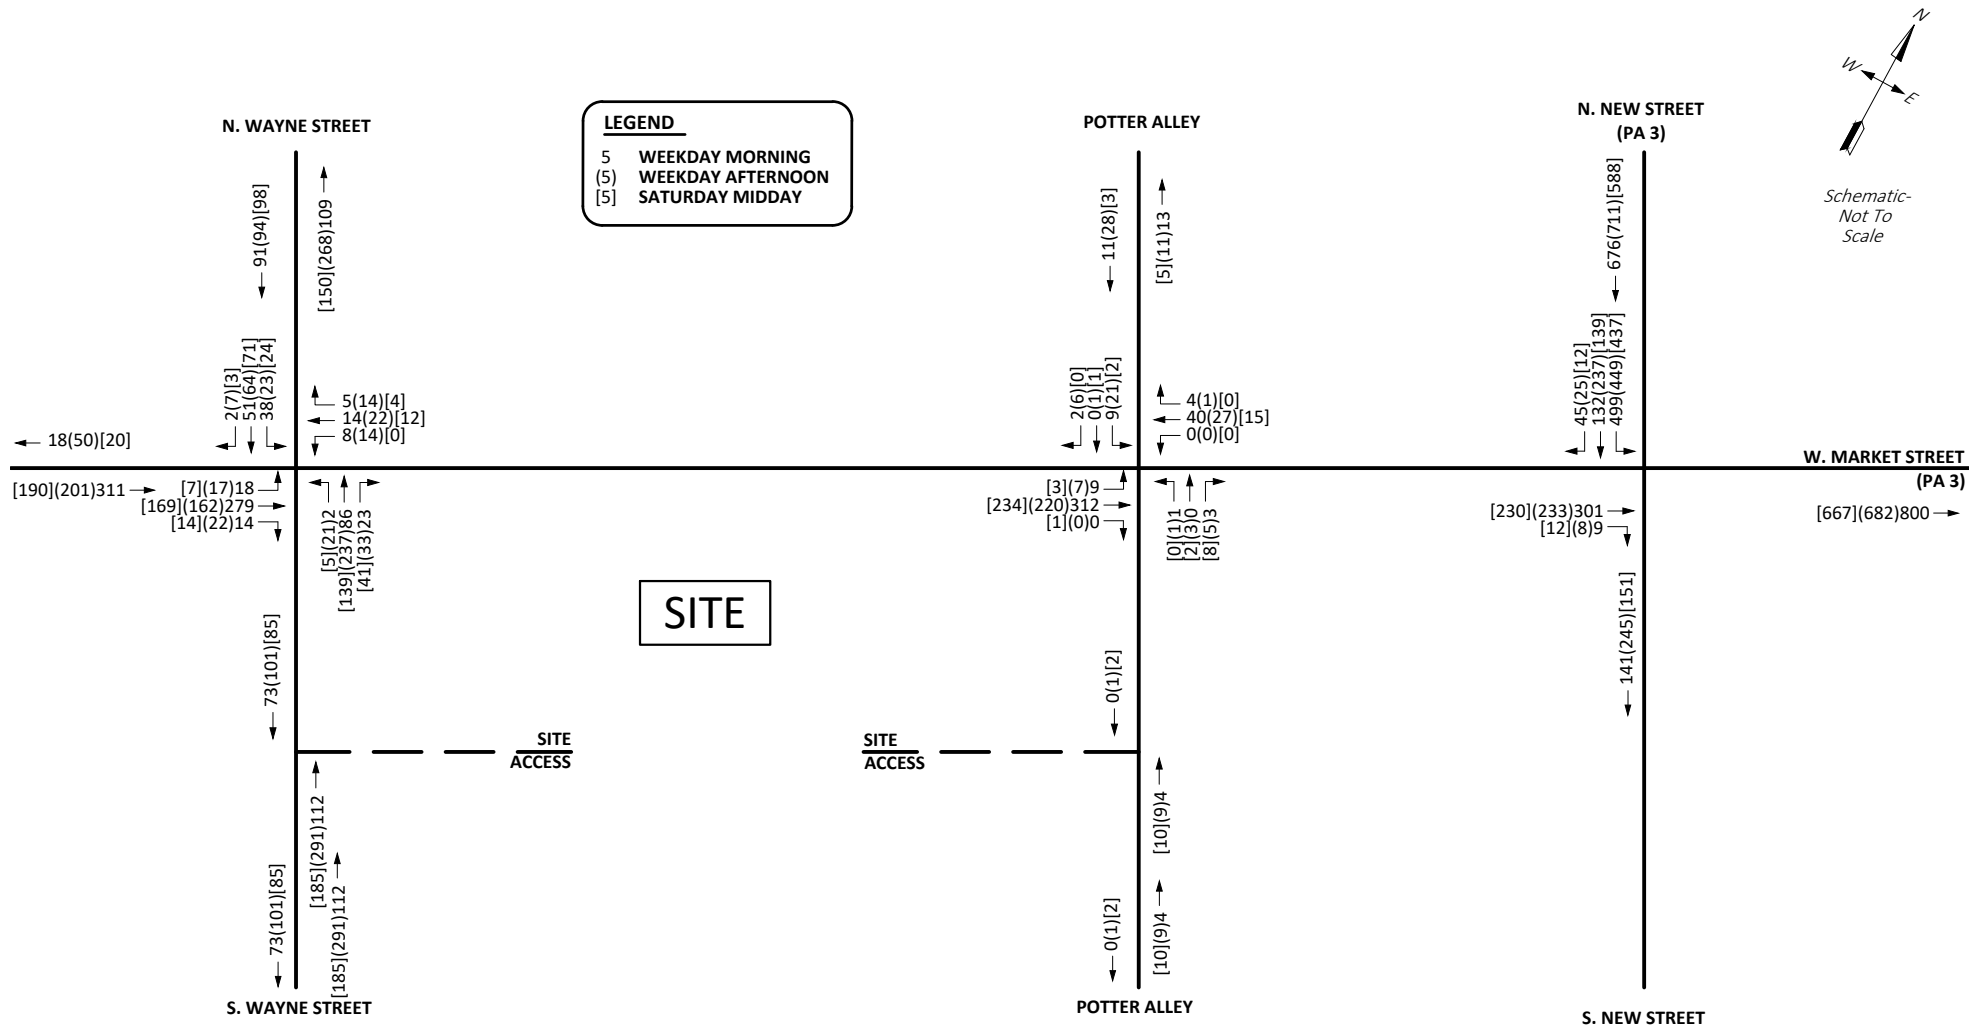 N
W
E
Schematic-
Not To
Scale
LEGEND
5 WEEKDAY MORNING
(5) WEEKDAY AFTERNOON
[5] SATURDAY MIDDAY
N. WAYNE STREET
POTTER ALLEY
N. NEW STREET
(PA 3)
91(94)[98]
[150](268)109
11(28)[3]
[5](11)13
676(711)[588]
2(7)[3]
51(64)[71]
38(23)[24]
5(14)[4]
14(22)[12]
8(14)[0]
2(6)[0]
0(1)[1]
9(21)[2]
4(1)[0]
40(27)[15]
0(0)[0]
45(25)[12]
132(237)[139]
499(449)[437]
18(50)[20]
W. MARKET STREET
(PA 3)
[190](201)311
[7](17)18
[169](162)279
[14](22)14
[5](21)2
[139](237)86
[41](33)23
[3](7)9
[234](220)312
[1](0)0
[0](1)1
[2](3)0
[8](5)3
[230](233)301
[12](8)9
[667](682)800
SITE
73(101)[85]
0(1)[2]
141(245)[151]
SITE
ACCESS
SITE
ACCESS
[185](291)112
[10](9)4
73(101)[85]
[185](291)112
0(1)[2]
[10](9)4
S. WAYNE STREET
POTTER ALLEY
S. NEW STREET